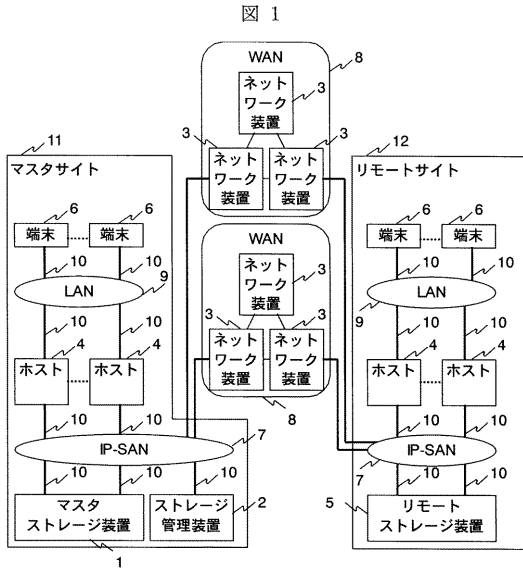 図 1
WAN
8
ネット
ワーク
装置
3
3
3
ネット
ワーク
装置
ネット
ワーク
装置
11
マスタサイト
6
6
端末
端末
10
10
LAN
9
10
10
4
4
ホスト
ホスト
10
10
IP-SAN
7
10
10
10
マスタ
ストレージ装置
ストレージ
管理装置
2
1
WAN
ネット
ワーク
装置
3
3
3
ネット
ワーク
装置
ネット
ワーク
装置
8
12
リモートサイト
6
6
端末
端末
10
10
LAN
9
10
10
4
4
ホスト
ホスト
10
10
IP-SAN
7
10
10
5
リモート
ストレージ装置